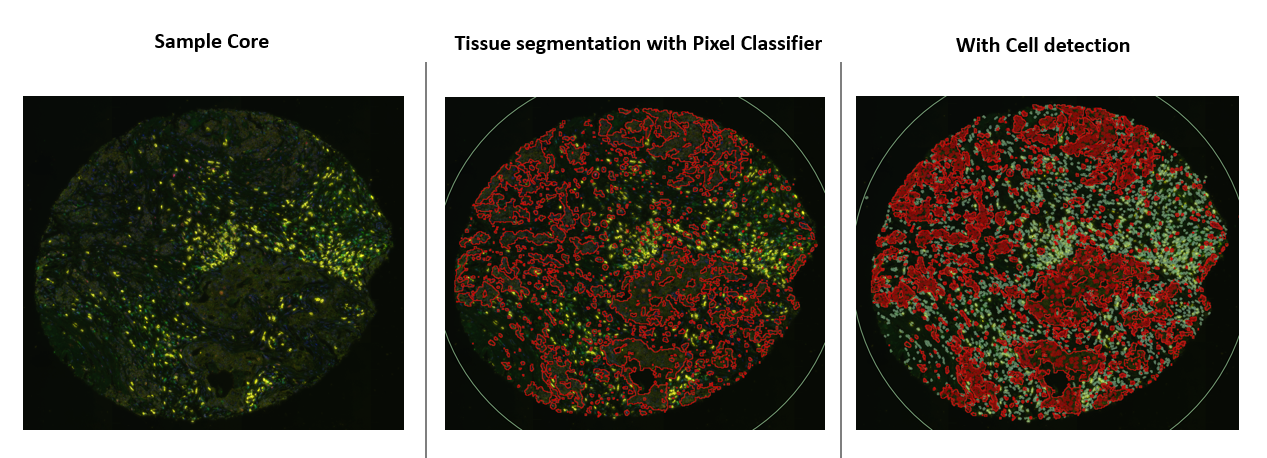 Sample Core
Tissue segmentation with Pixel Classifier
With Cell detection